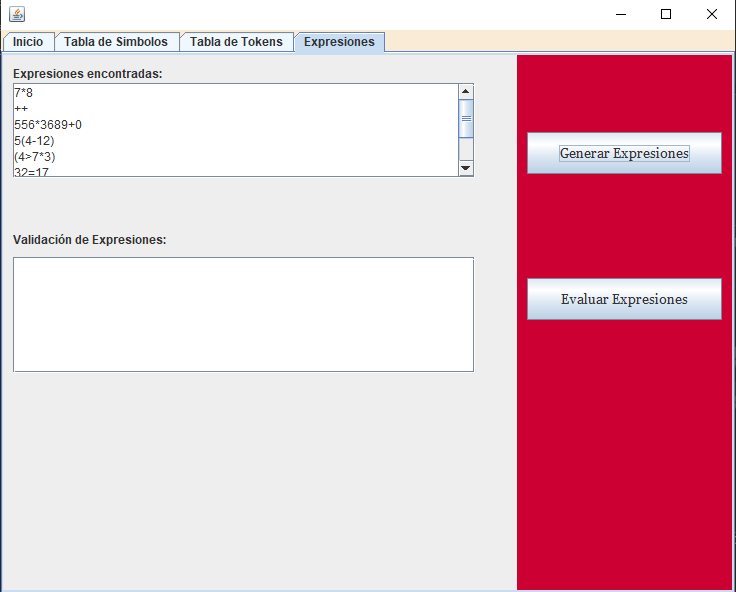 Inicio Tabla de Simbolos Tabla de Tokens Expresiones
Expresiones encontradas:
7*8
++
556*3689+0
5(4-12)
(4>7*3)
32=17
Generar Expresiones
Validación de Expresiones:
Evaluar Expresiones